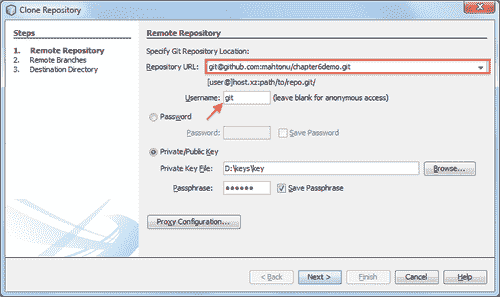 Clone Repository
Steps
1. Remote Repository
2. Remote Branches
3. Destination Directory
Remote Repository
Specify Git Repository Location:
Repository URL: git@github.com:mahtonu/chapter6demo.git
[user@]host.xz:path/to/repo.git/
Username: git (leave blank for anonymous access)
Password
Password: Save Password
Private/Public Key
Private Key File: D:\keys\key Browse...
Passphrase: ●●●●●● Save Passphrase
Proxy Configuration...
< Back Next > Finish Cancel Help